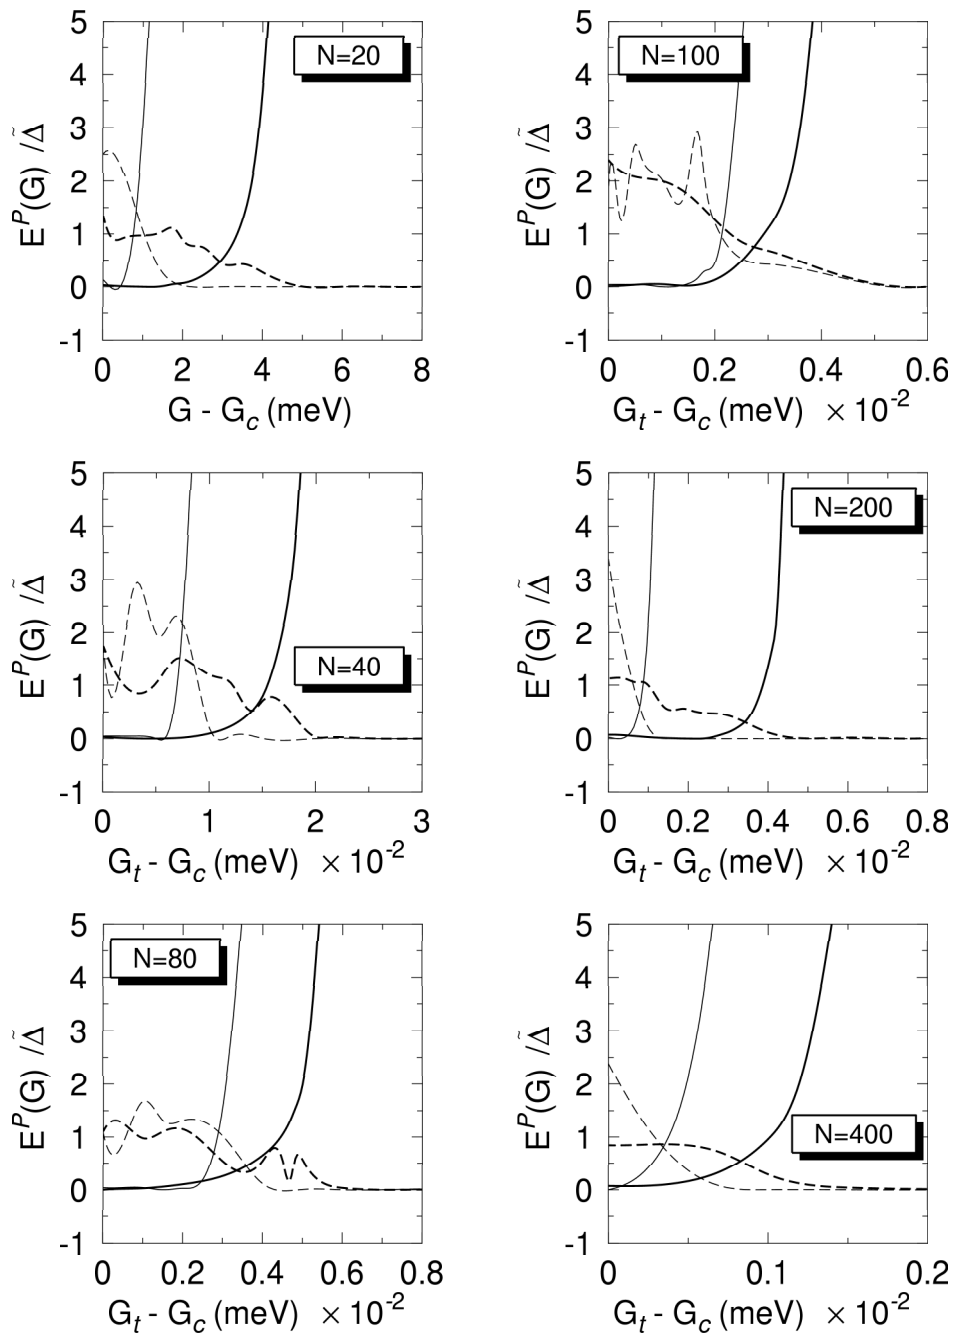 5
4
3
2
1
0
-1
E^P(G) /Δ̃
N=20
0 2 4 6 8
G - G_c (meV)
5
4
3
2
1
0
-1
E^P(G) /Δ̃
N=100
0 0.2 0.4 0.6
G_t - G_c (meV) × 10^-2
5
4
3
2
1
0
-1
E^P(G) /Δ̃
N=40
0 1 2 3
G_t - G_c (meV) × 10^-2
5
4
3
2
1
0
-1
E^P(G) /Δ̃
N=200
0 0.2 0.4 0.6 0.8
G_t - G_c (meV) × 10^-2
5
4
3
2
1
0
-1
E^P(G) /Δ̃
N=80
0 0.2 0.4 0.6 0.8
G_t - G_c (meV) × 10^-2
5
4
3
2
1
0
-1
E^P(G) /Δ̃
N=400
0 0.1 0.2
G_t - G_c (meV) × 10^-2